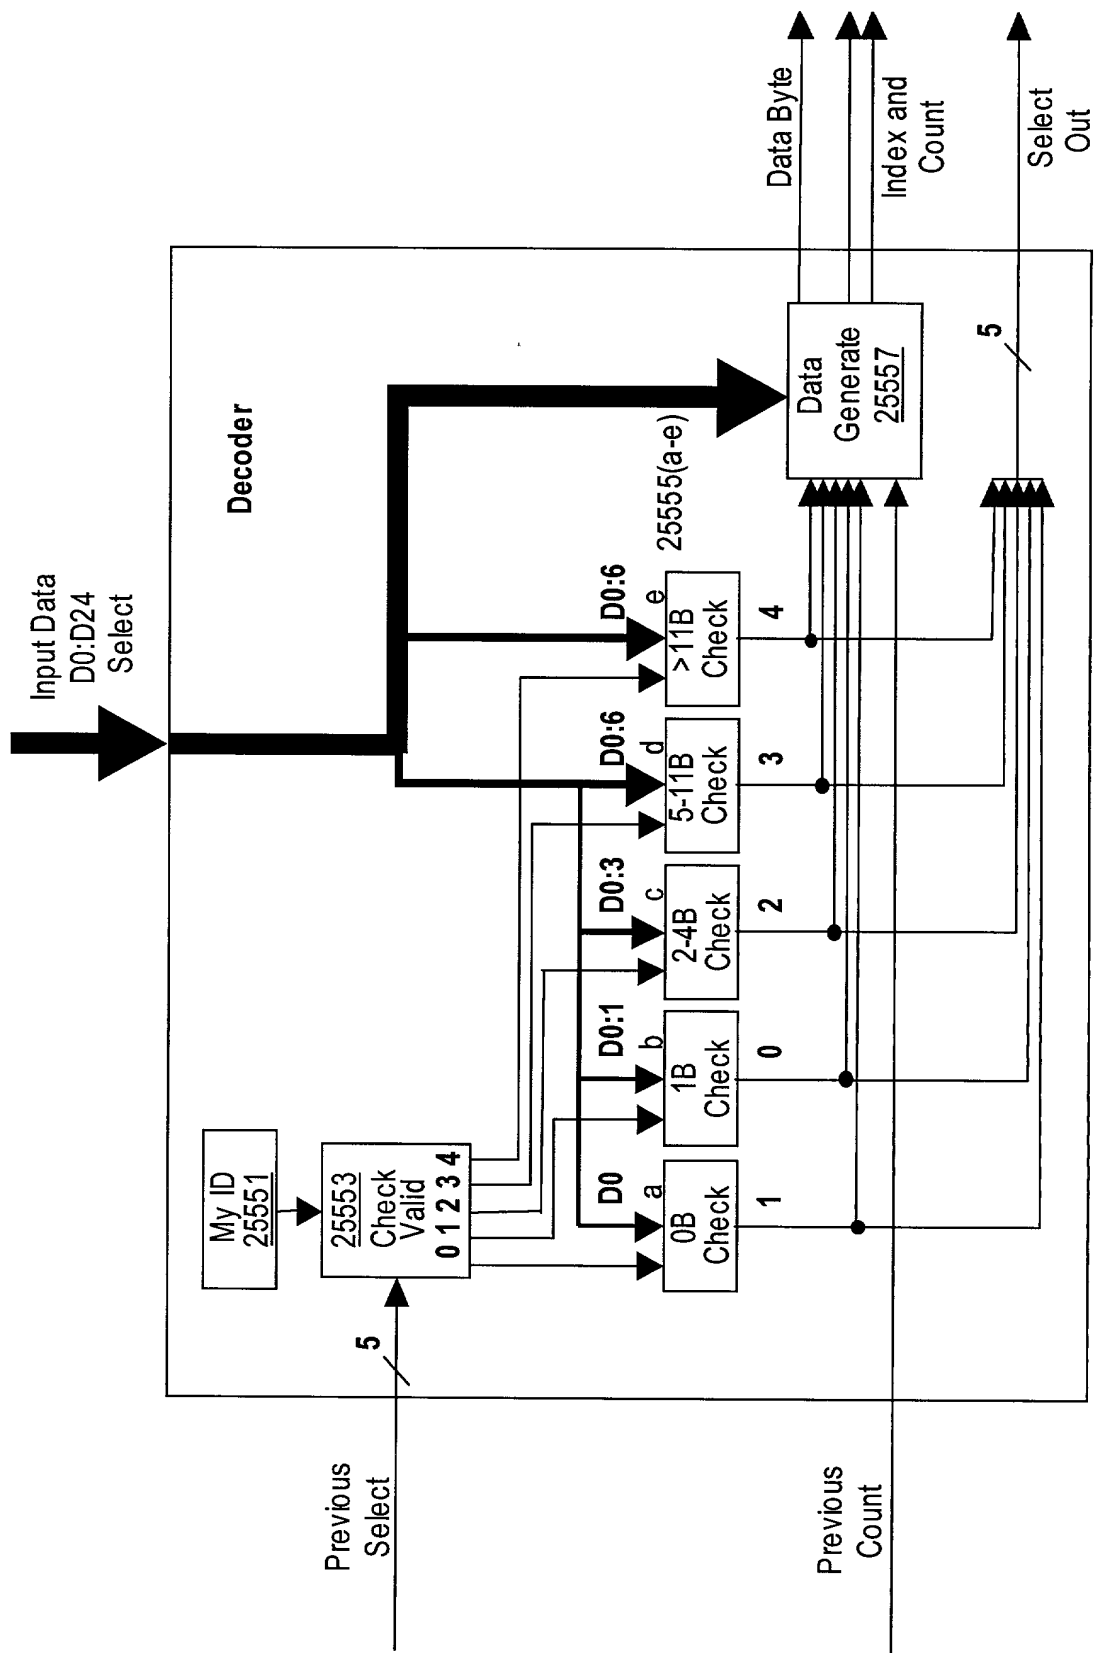 Input Data
D0:D24
Select
Decoder
My ID
25551
25553
Check
Valid
0 1 2 3 4
Previous
Select
5
D0
a
0B
Check
1
D0:1
b
1B
Check
0
D0:3
c
2-4B
Check
2
D0:6
d
5-11B
Check
3
D0:6
e
>11B
Check
4
25555(a-e)
Data
Generate
25557
Previous
Count
Data Byte
Index and
Count
5
Select
Out